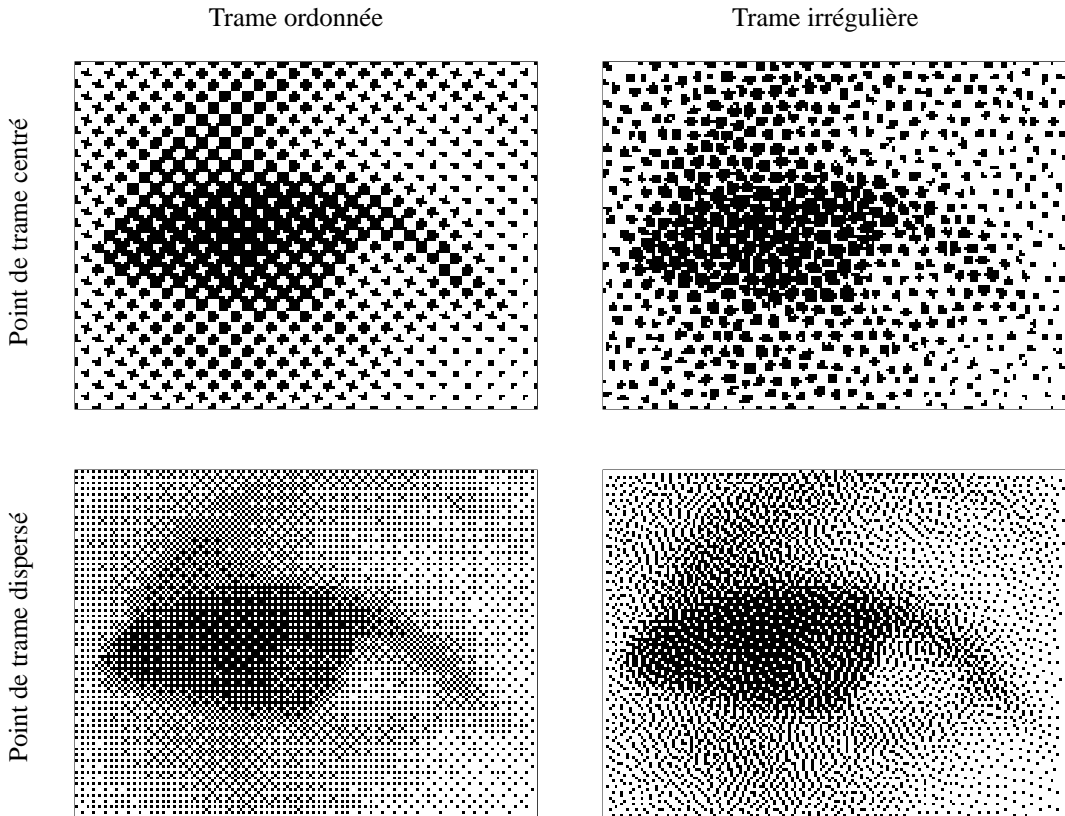 Trame ordonnée
Trame irrégulière
Point de trame centré
Point de trame dispersé